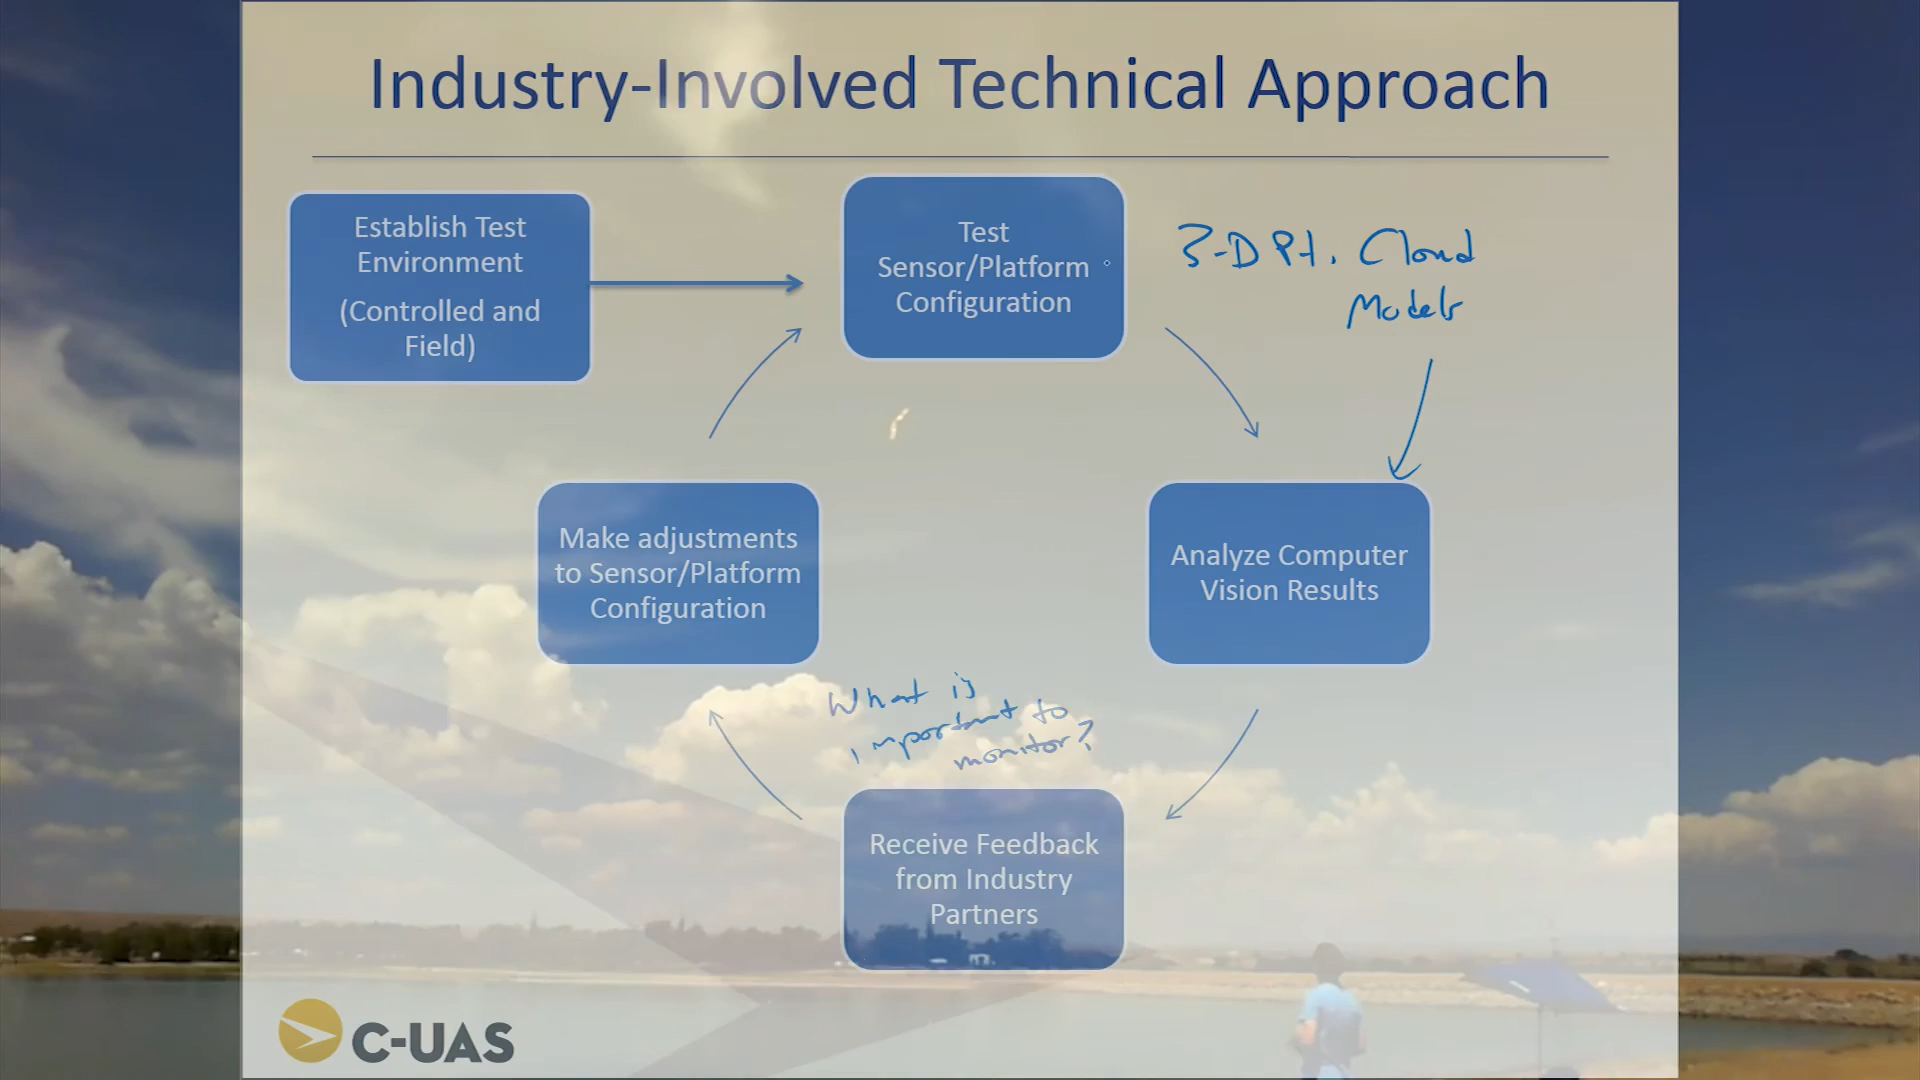 Industry-Involved Technical Approach
Establish Test
Environment
(Controlled and
Field)
Test
Sensor/Platform
Configuration
3-D Pt. Cloud
Models
Make adjustments
to Sensor/Platform
Configuration
Analyze Computer
Vision Results
What is
important to
monitor?
Receive Feedback
from Industry
Partners
C-UAS